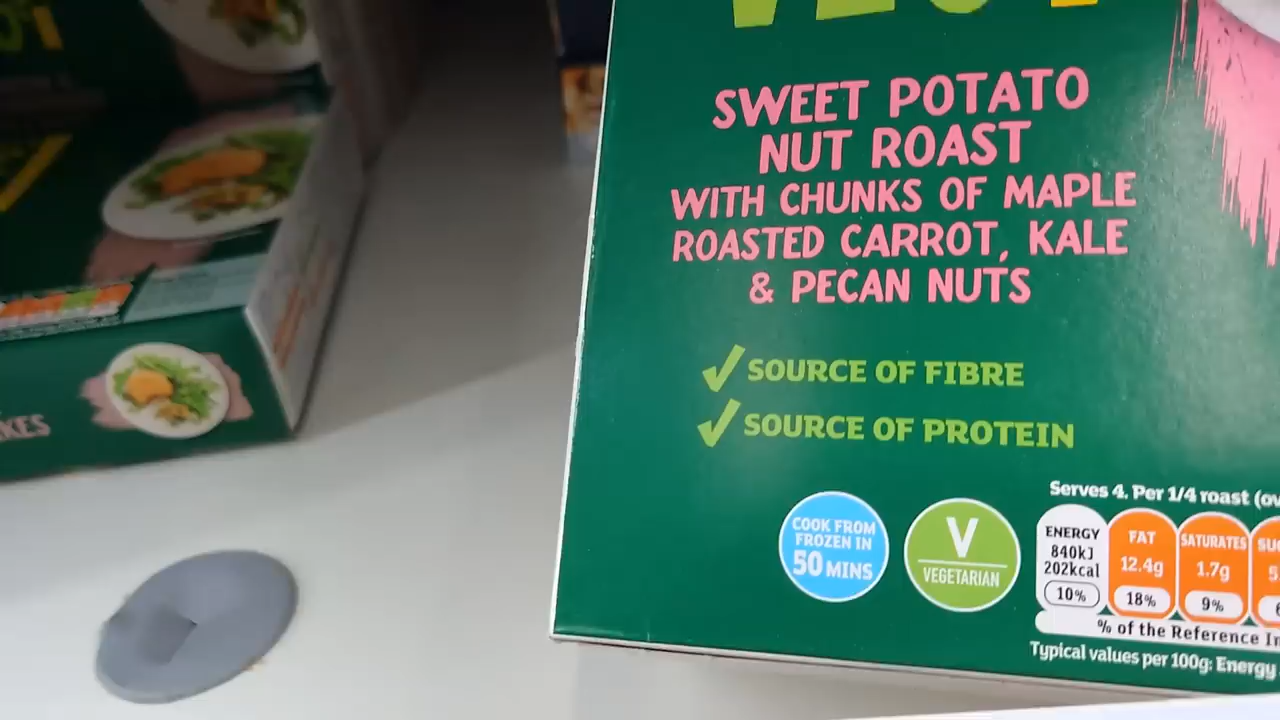 SWEET POTATO
NUT ROAST
WITH CHUNKS OF MAPLE
ROASTED CARROT, KALE
& PECAN NUTS
SOURCE OF FIBRE
SOURCE OF PROTEIN
COOK FROM
FROZEN IN
50 MINS
V
VEGETARIAN
Serves 4. Per 1/4 roast
ENERGY
840kJ
202kcal
10%
FAT
12.4g
18%
SATURATES
1.7g
9%
% of the Reference
Typical values per 100g: Energy